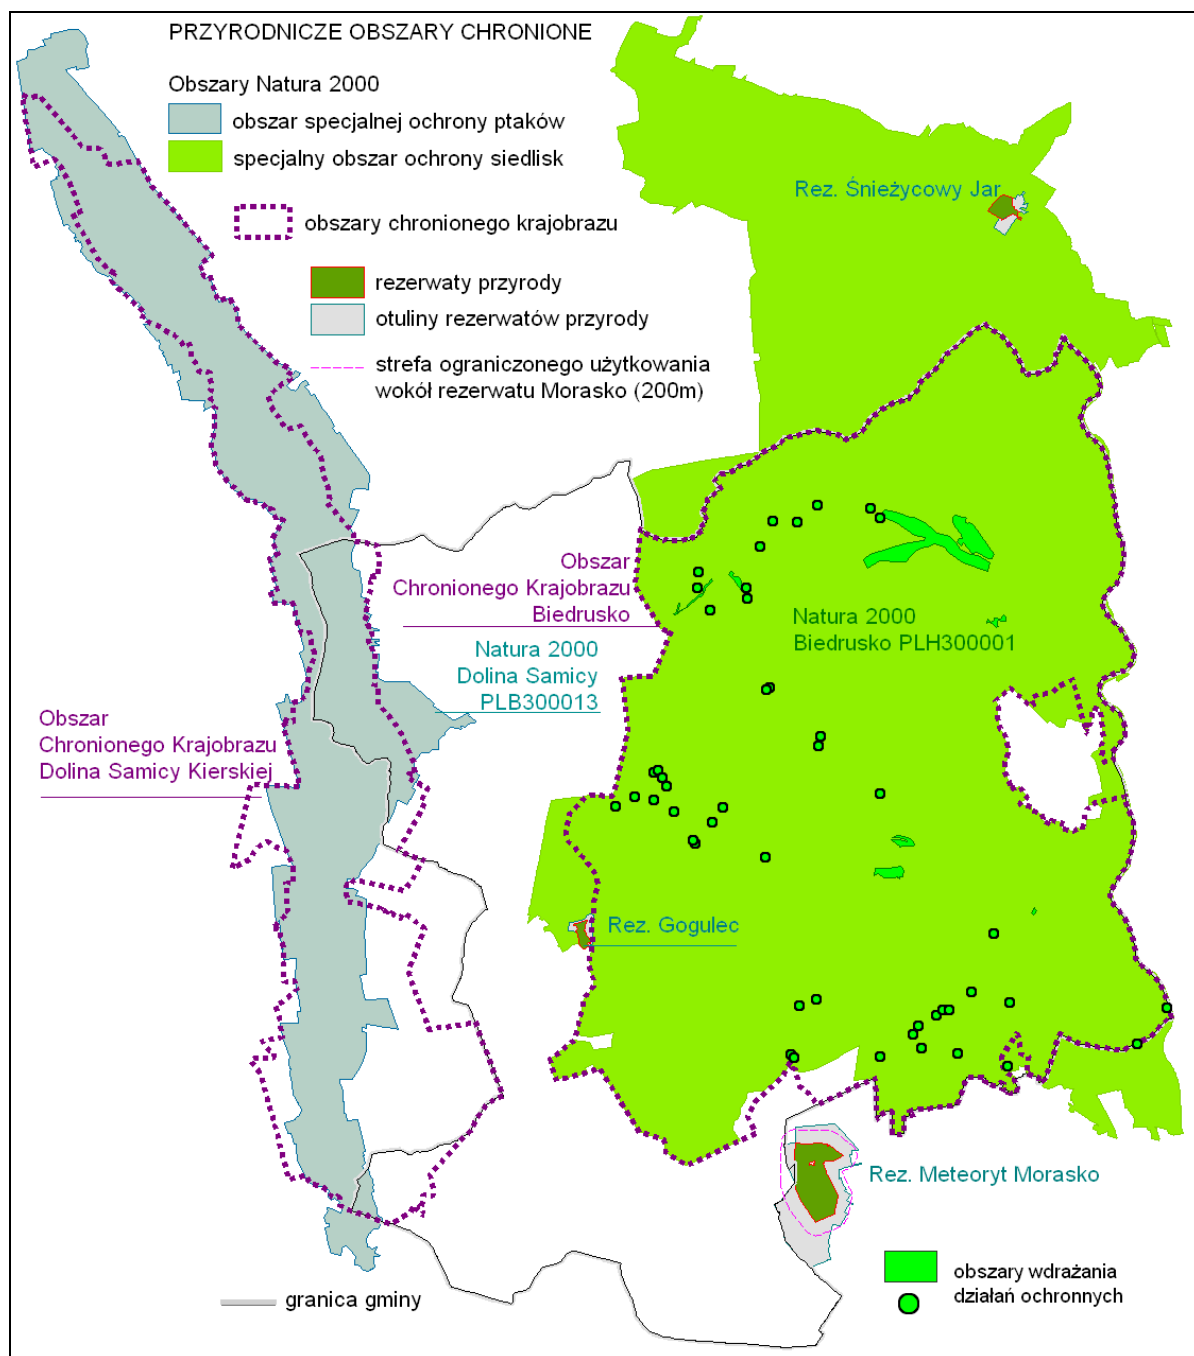 PRZYRODNICZE OBSZARY CHRONIONE
Obszary Natura 2000
obszar specjalnej ochrony ptaków
specjalny obszar ochrony siedlisk
obszary chronionego krajobrazu
rezerwaty przyrody
otuliny rezerwatów przyrody
strefa ograniczonego użytkowania
wokół rezerwatu Morasko (200m)
Rez. Śnieżycowy Jar
Obszar
Chronionego Krajobrazu
Biedrusko
Natura 2000
Dolina Samicy
PLB300013
Natura 2000
Biedrusko PLH300001
Obszar
Chronionego Krajobrazu
Dolina Samicy Kierskiej
Rez. Gogulec
Rez. Meteoryt Morasko
granica gminy
obszary wdrażania
działań ochronnych